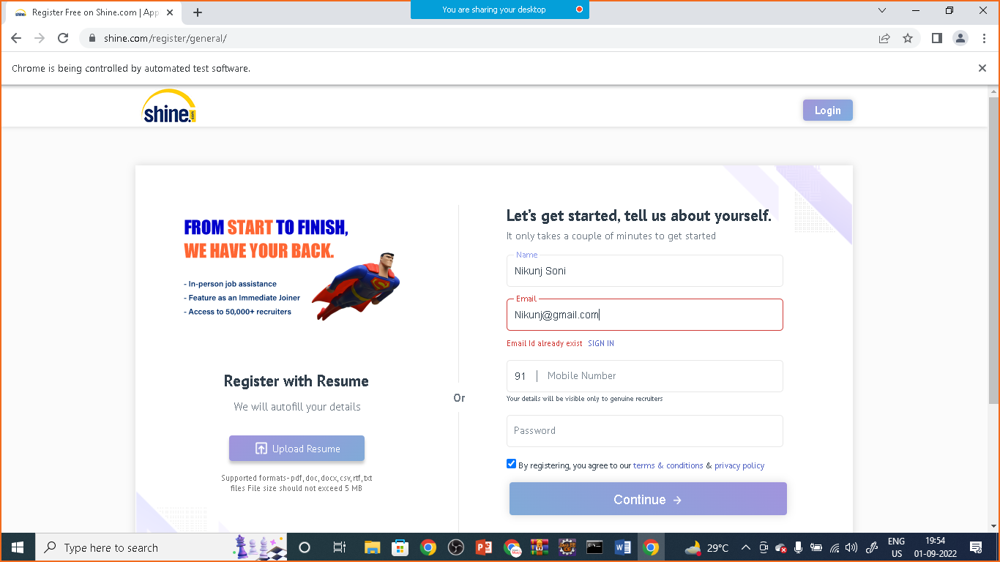 Register Free on Shine.com | App
You are sharing your desktop
shine.com/register/general/
Chrome is being controlled by automated test software.
shine.com
Login
FROM START TO FINISH,
WE HAVE YOUR BACK.
- In-person job assistance
- Feature as an Immediate Joiner
- Access to 50,000+ recruiters
Register with Resume
We will autofill your details
Upload Resume
Supported formats-pdf, doc, docx, csv, rtf, txt
files File size should not exceed 5 MB
Or
Let's get started, tell us about yourself.
It only takes a couple of minutes to get started
Name
Nikunj Soni
Email
Nikunj@gmail.com
Email Id already exist SIGN IN
91 Mobile Number
Your details will be visible only to genuine recruiters
Password
By registering, you agree to our terms & conditions & privacy policy
Continue →
Type here to search
29°C
ENG
US
19:54
01-09-2022